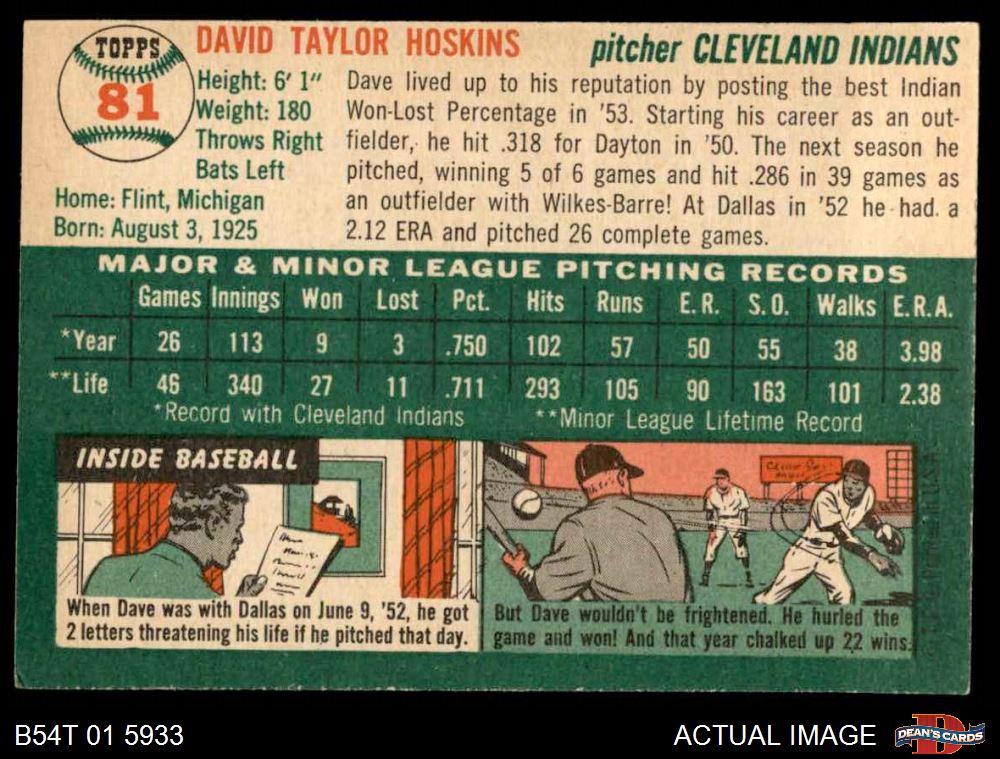 TOPPS
81
DAVID TAYLOR HOSKINS
pitcher CLEVELAND INDIANS
Height: 6' 1"
Weight: 180
Throws Right
Bats Left
Home: Flint, Michigan
Born: August 3, 1925
Dave lived up to his reputation by posting the best Indian
Won-Lost Percentage in '53. Starting his career as an out-
fielder, he hit .318 for Dayton in '50. The next season he
pitched, winning 5 of 6 games and hit .286 in 39 games as
an outfielder with Wilkes-Barre! At Dallas in '52 he had a
2.12 ERA and pitched 26 complete games.
MAJOR & MINOR LEAGUE PITCHING RECORDS
Games Innings Won Lost Pct. Hits Runs E.R. S.O. Walks E.R.A.
*Year 26 113 9 3 .750 102 57 50 55 38 3.98
**Life 46 340 27 11 .711 293 105 90 163 101 2.38
*Record with Cleveland Indians **Minor League Lifetime Record
INSIDE BASEBALL
When Dave was with Dallas on June 9, '52, he got
2 letters threatening his life if he pitched that day.
But Dave wouldn't be frightened. He hurled the
game and won! And that year chalked up 22 wins.
B54T 01 5933
ACTUAL IMAGE
D
DEAN'S CARDS